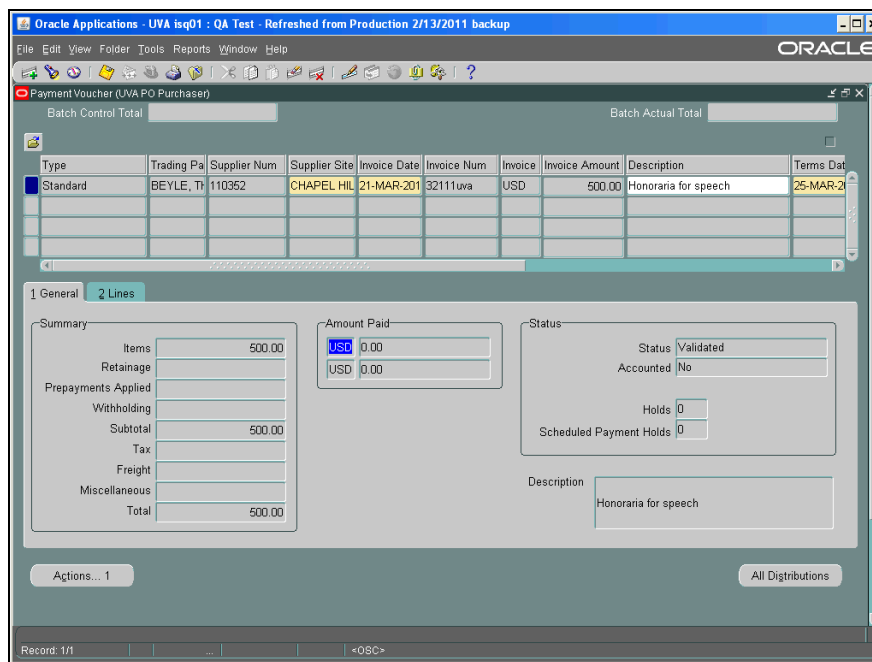 Oracle Applications - UVA isq01 : QA Test - Refreshed from Production 2/13/2011 backup
File Edit View Folder Tools Reports Window Help
ORACLE
Payment Voucher (UVA PO Purchaser)
Batch Control Total Batch Actual Total
Type Trading Pa Supplier Num Supplier Site Invoice Date Invoice Num Invoice Invoice Amount Description Terms Dat
Standard BEYLE, TH 110352 CHAPEL HIL 21-MAR-201 32111uva USD 500.00 Honoraria for speech 25-MAR-20
1 General 2 Lines
Summary Amount Paid Status
Items 500.00 USD 0.00 Status Validated
Retainage USD 0.00 Accounted No
Prepayments Applied
Withholding Holds 0
Subtotal 500.00 Scheduled Payment Holds 0
Tax
Freight
Miscellaneous Description
Total 500.00 Honoraria for speech
Actions... 1 All Distributions
Record: 1/1 ... <OSC>